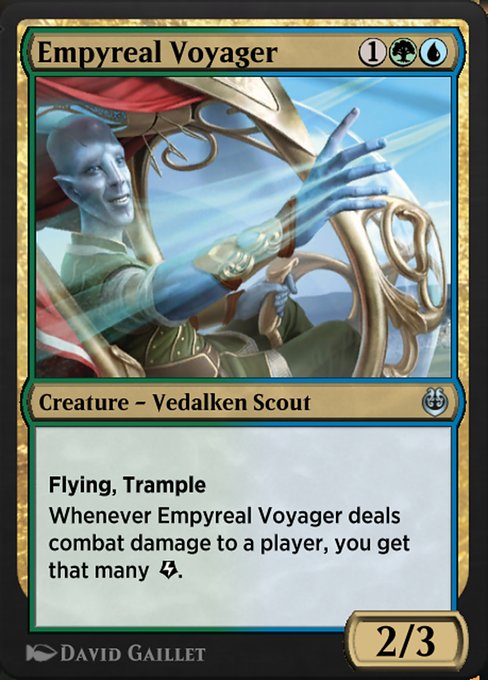 Empyreal Voyager 1
Creature – Vedalken Scout
Flying, Trample
Whenever Empyreal Voyager deals
combat damage to a player, you get
that many .
2/3
David Gaillet